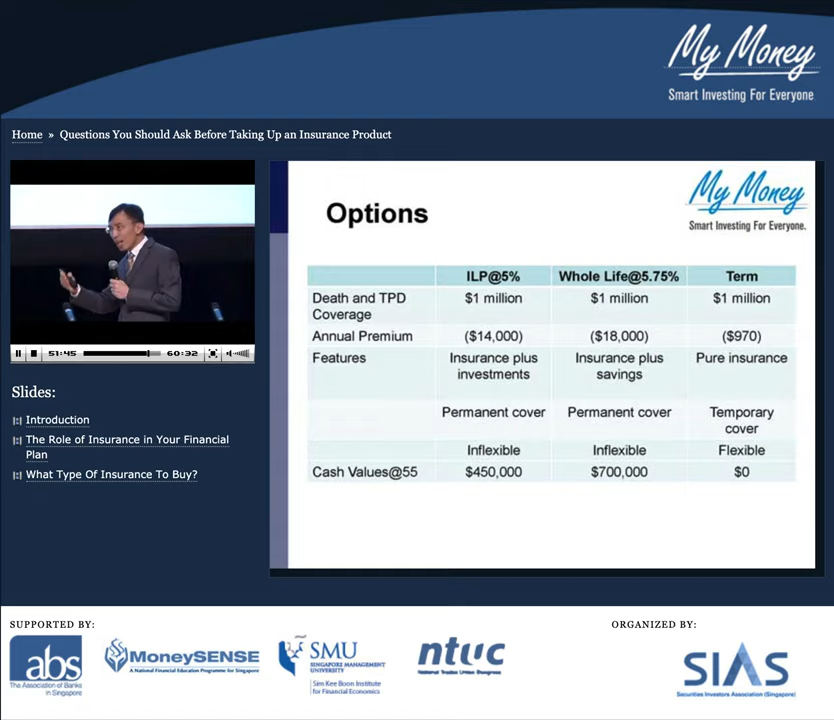 My Money
Smart Investing For Everyone
Home » Questions You Should Ask Before Taking Up an Insurance Product
51:45
60:32
Slides:
Introduction
The Role of Insurance in Your Financial
Plan
What Type Of Insurance To Buy?
Options
My Money
Smart Investing For Everyone.
ILP@5% Whole Life@5.75% Term
Death and TPD
Coverage $1 million $1 million $1 million
Annual Premium ($14,000) ($18,000) ($970)
Features Insurance plus Insurance plus Pure insurance
investments savings
Permanent cover Permanent cover Temporary
cover
Inflexible Inflexible Flexible
Cash Values@55 $450,000 $700,000 $0
SUPPORTED BY:
abs
The Association of Banks
in Singapore
MoneySENSE
A National Financial Education Programme for Singapore
SMU
SINGAPORE MANAGEMENT
UNIVERSITY
Sim Kee Boon Institute
for Financial Economics
ntuc
National Trades Union Congress
ORGANIZED BY:
SIAS
Securities Investors Association (Singapore)